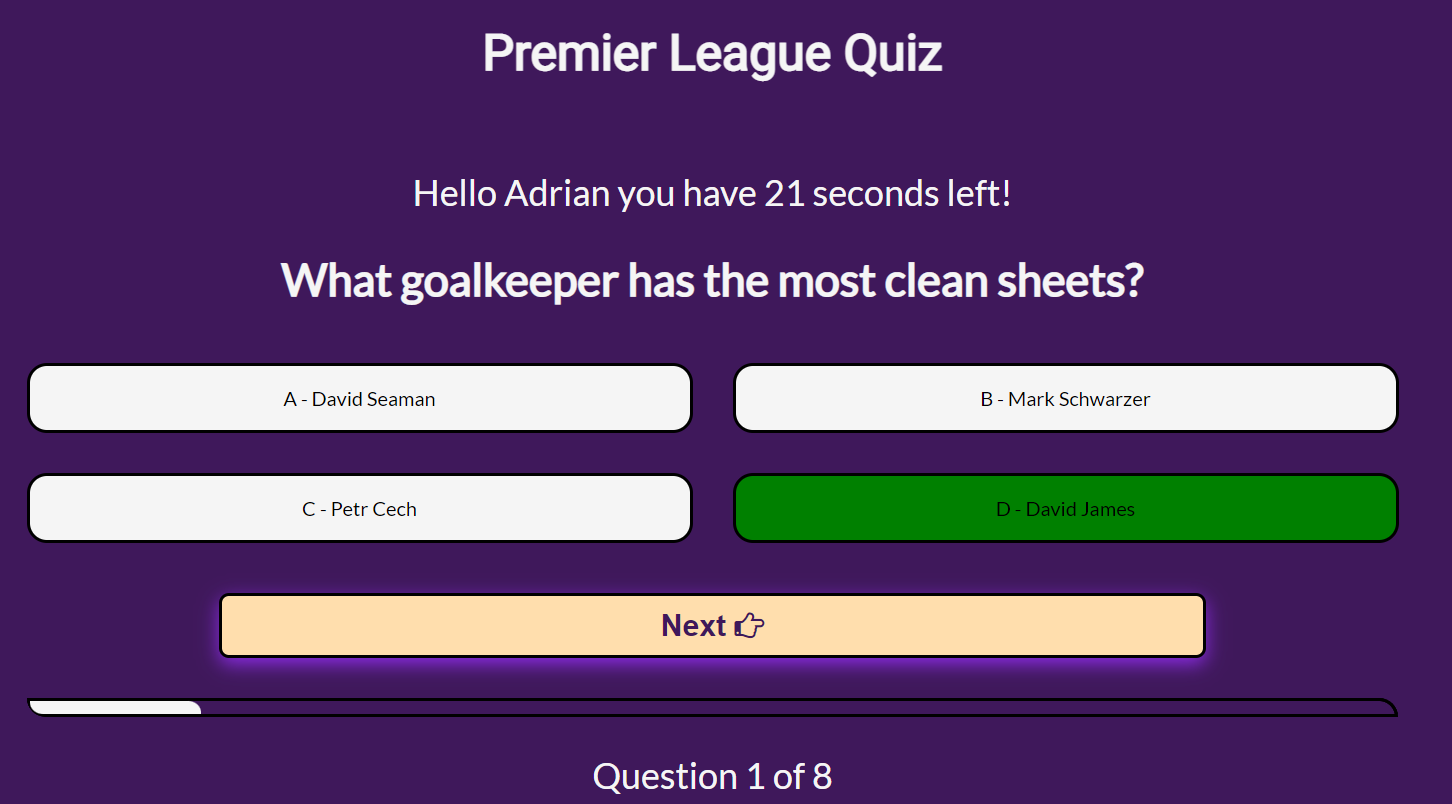 Premier League Quiz
Hello Adrian you have 21 seconds left!
What goalkeeper has the most clean sheets?
A - David Seaman
B - Mark Schwarzer
C - Petr Cech
D - David James
Next
Question 1 of 8